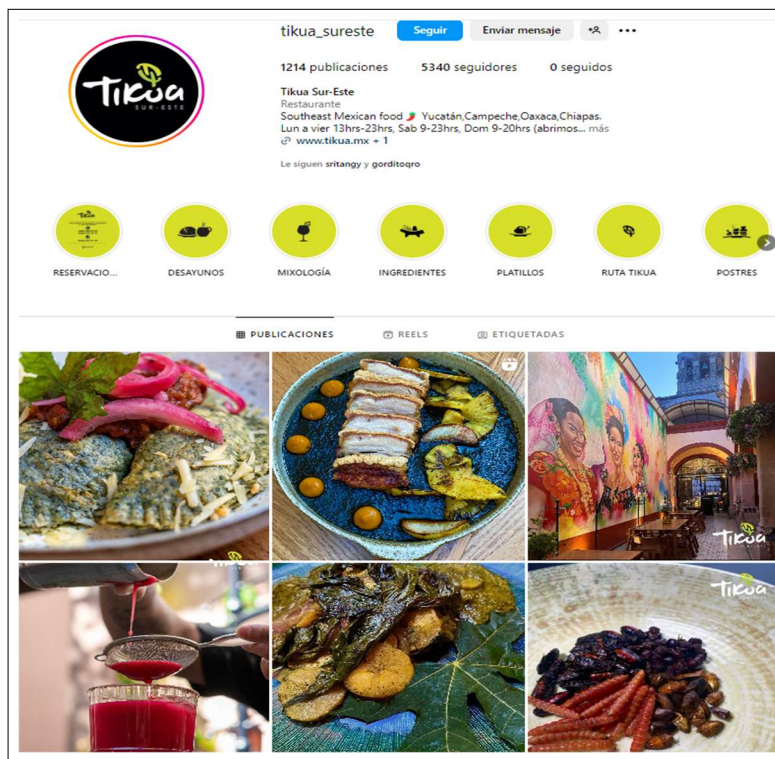 tikua_sureste Seguir Enviar mensaje
1214 publicaciones 5340 seguidores 0 seguidos
Tikua Sur-Este
Restaurante
Southeast Mexican food 🌶 Yucatán,Campeche,Oaxaca,Chiapas.
Lun a vier 13hrs-23hrs, Sab 9-23hrs, Dom 9-20hrs (abrimos... más
www.tikua.mx + 1
Le siguen sritangy y gorditoqro
TIKUA
SUR-ESTE
RESERVACIO... DESAYUNOS MIXOLOGÍA INGREDIENTES PLATILLOS RUTA TIKUA POSTRES
PUBLICACIONES REELS ETIQUETADAS
TIKUA
TIKUA
TIKUA